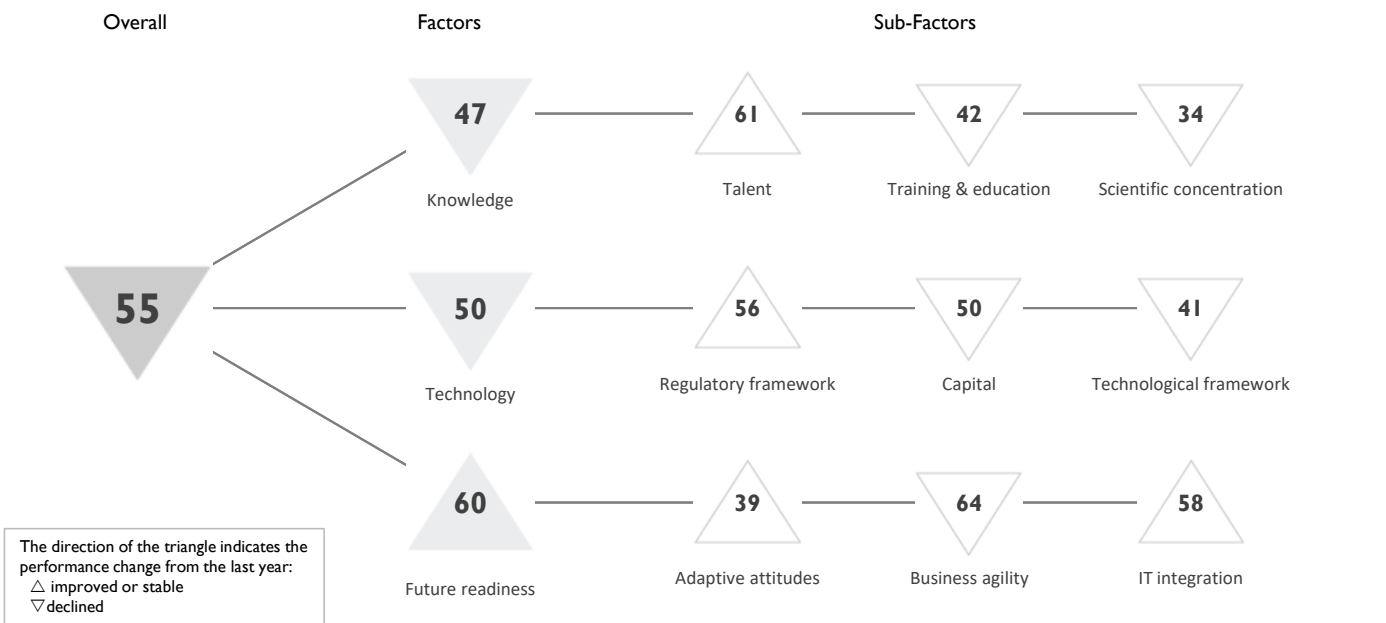 Overall Factors Sub-Factors
47 61 42 34
Knowledge Talent Training & education Scientific concentration
55 50 56 50 41
Technology Regulatory framework Capital Technological framework
60 39 64 58
Future readiness Adaptive attitudes Business agility IT integration
The direction of the triangle indicates the
performance change from the last year:
△ improved or stable
▽ declined